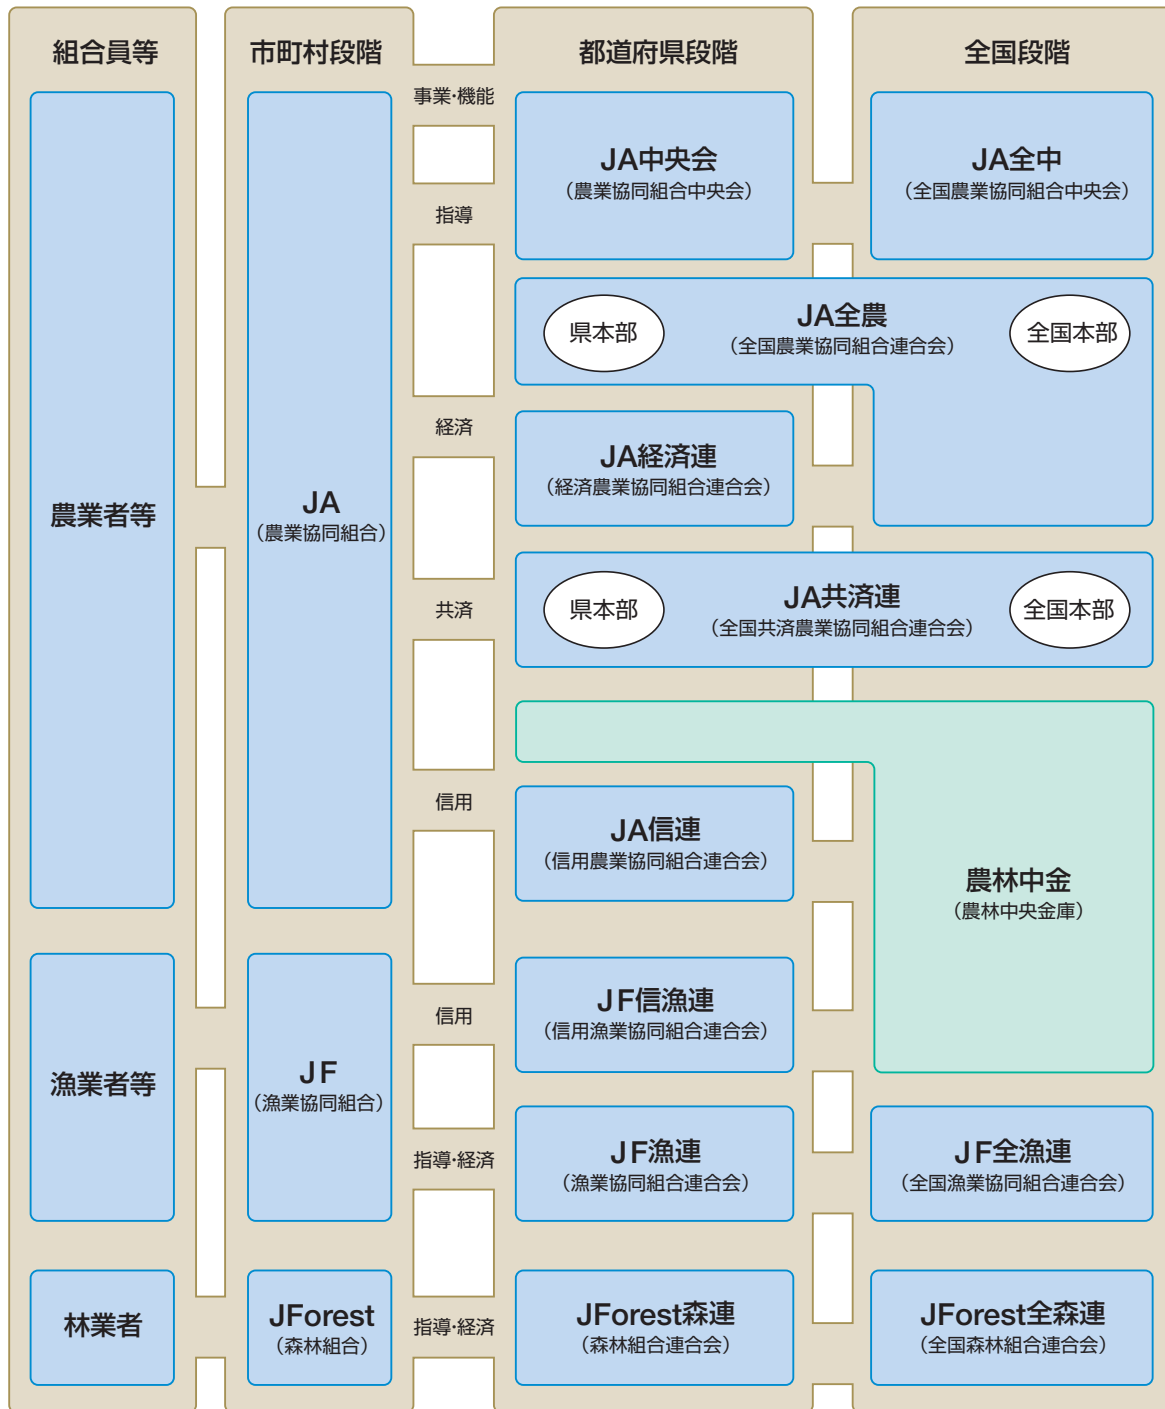 組合員等
市町村段階
都道府県段階
全国段階
事業・機能
農業者等
JA
（農業協同組合）
指導
JA中央会
（農業協同組合中央会）
JA全中
（全国農業協同組合中央会）
県本部
JA全農
（全国農業協同組合連合会）
全国本部
経済
JA経済連
（経済農業協同組合連合会）
共済
県本部
JA共済連
（全国共済農業協同組合連合会）
全国本部
信用
JA信連
（信用農業協同組合連合会）
農林中金
（農林中央金庫）
漁業者等
JF
（漁業協同組合）
信用
JF信漁連
（信用漁業協同組合連合会）
指導・経済
JF漁連
（漁業協同組合連合会）
JF全漁連
（全国漁業協同組合連合会）
林業者
JForest
（森林組合）
指導・経済
JForest森連
（森林組合連合会）
JForest全森連
（全国森林組合連合会）